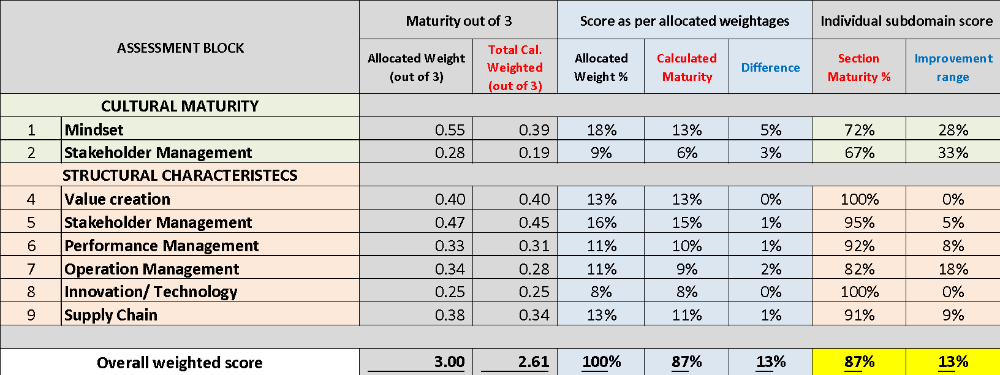 Maturity out of 3 Score as per allocated weightages Individual subdomain score
ASSESSMENT BLOCK
Allocated Weight (out of 3) Total Cal. Weighted (out of 3) Allocated Weight % Calculated Maturity Difference Section Maturity % Improvement range
CULTURAL MATURITY
1 Mindset 0.55 0.39 18% 13% 5% 72% 28%
2 Stakeholder Management 0.28 0.19 9% 6% 3% 67% 33%
STRUCTURAL CHARACTERISTECS
4 Value creation 0.40 0.40 13% 13% 0% 100% 0%
5 Stakeholder Management 0.47 0.45 16% 15% 1% 95% 5%
6 Performance Management 0.33 0.31 11% 10% 1% 92% 8%
7 Operation Management 0.34 0.28 11% 9% 2% 82% 18%
8 Innovation/ Technology 0.25 0.25 8% 8% 0% 100% 0%
9 Supply Chain 0.38 0.34 13% 11% 1% 91% 9%
Overall weighted score 3.00 2.61 100% 87% 13% 87% 13%